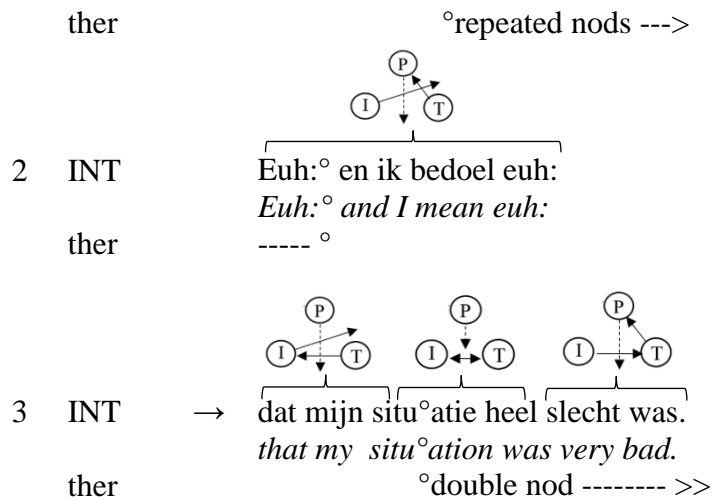 ther °repeated nods --->
P
I T
2 INT Euh:° en ik bedoel euh:
Euh:° and I mean euh:
ther ----- °
P P P
I T I T I T
3 INT → dat mijn situ°atie heel slecht was.
that my situ°ation was very bad.
ther °double nod -------- >>